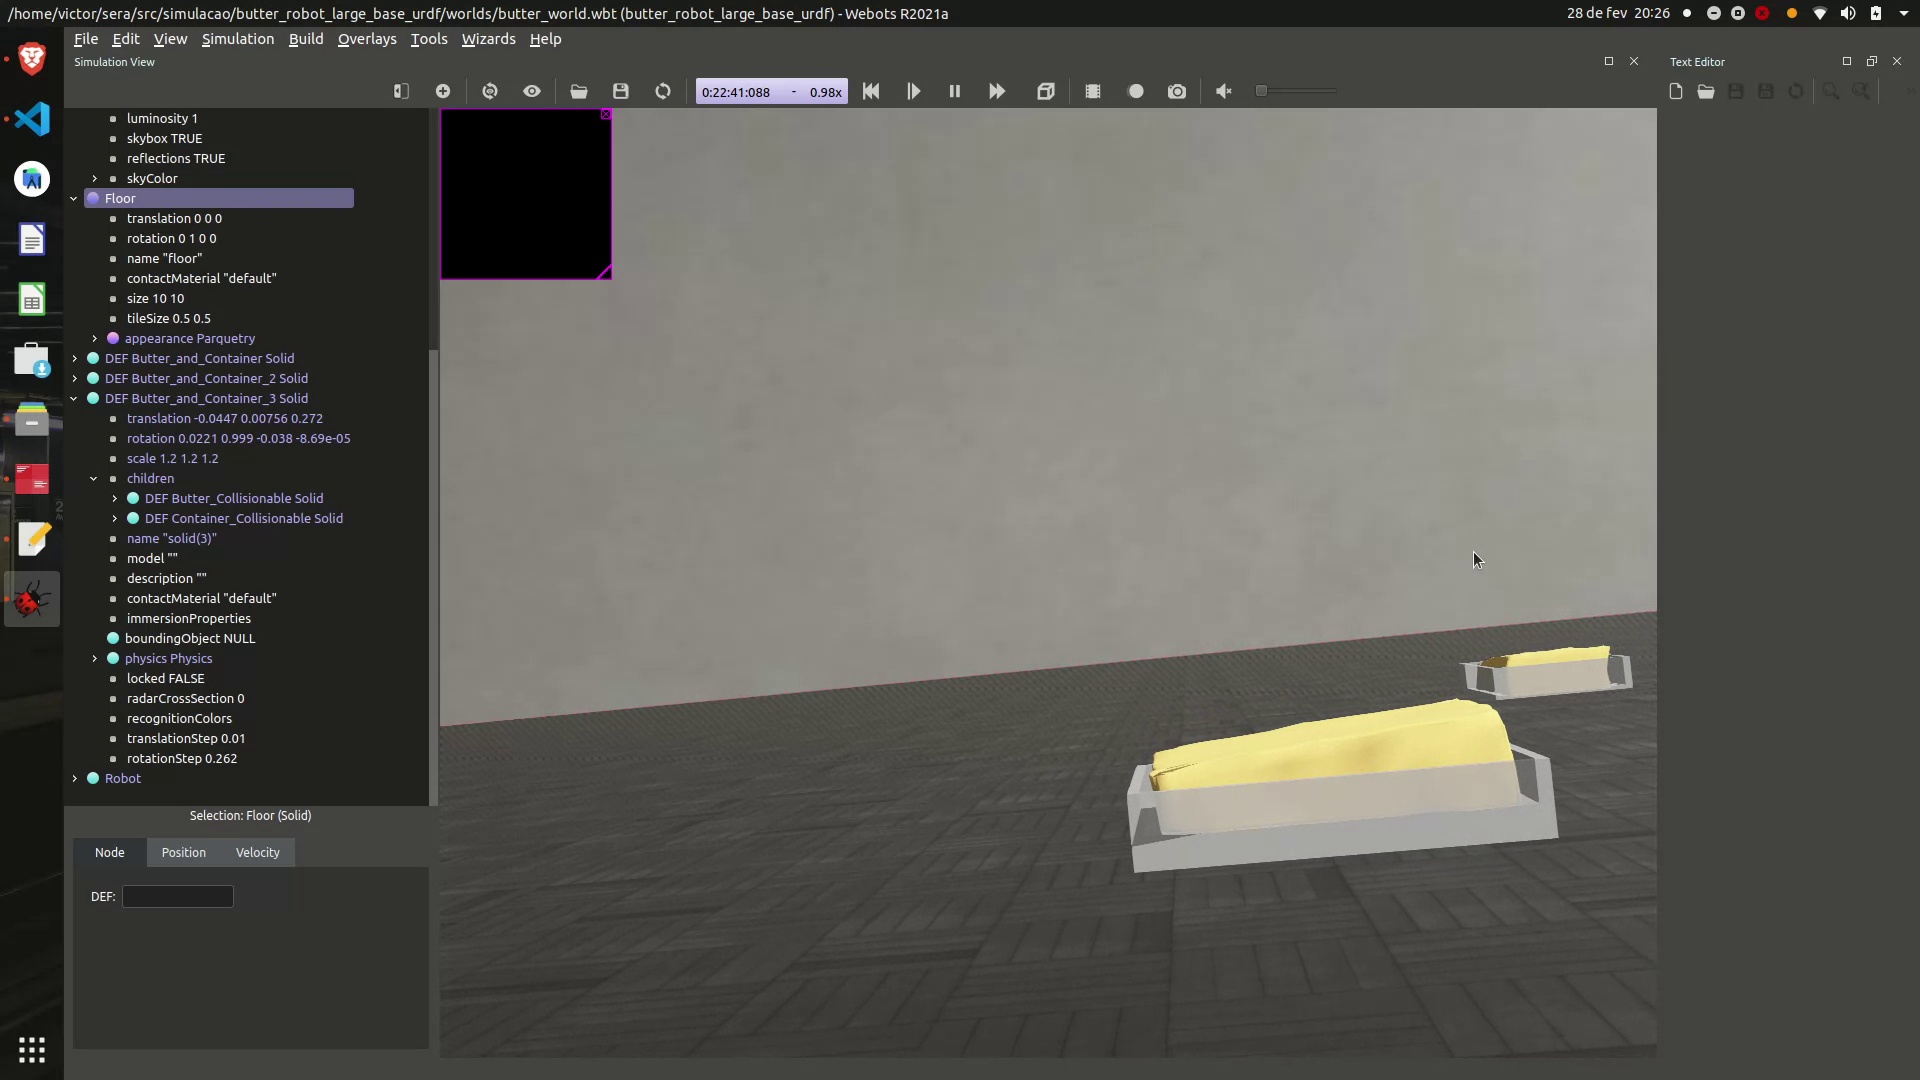 /home/victor/sera/src/simulacao/butter_robot_large_base_urdf/worlds/butter_world.wbt (butter_robot_large_base_urdf) - Webots R2021a
28 de fev 20:26
File Edit View Simulation Build Overlays Tools Wizards Help
Simulation View
Text Editor
0:22:41:088 - 0.98x
luminosity 1
skybox TRUE
reflections TRUE
skyColor
Floor
translation 0 0 0
rotation 0 1 0 0
name "floor"
contactMaterial "default"
size 10 10
tileSize 0.5 0.5
appearance Parquetry
DEF Butter_and_Container Solid
DEF Butter_and_Container_2 Solid
DEF Butter_and_Container_3 Solid
translation -0.0447 0.00756 0.272
rotation 0.0221 0.999 -0.038 -8.69e-05
scale 1.2 1.2 1.2
children
DEF Butter_Collisionable Solid
DEF Container_Collisionable Solid
name "solid(3)"
model ""
description ""
contactMaterial "default"
immersionProperties
boundingObject NULL
physics Physics
locked FALSE
radarCrossSection 0
recognitionColors
translationStep 0.01
rotationStep 0.262
Robot
Selection: Floor (Solid)
Node Position Velocity
DEF: